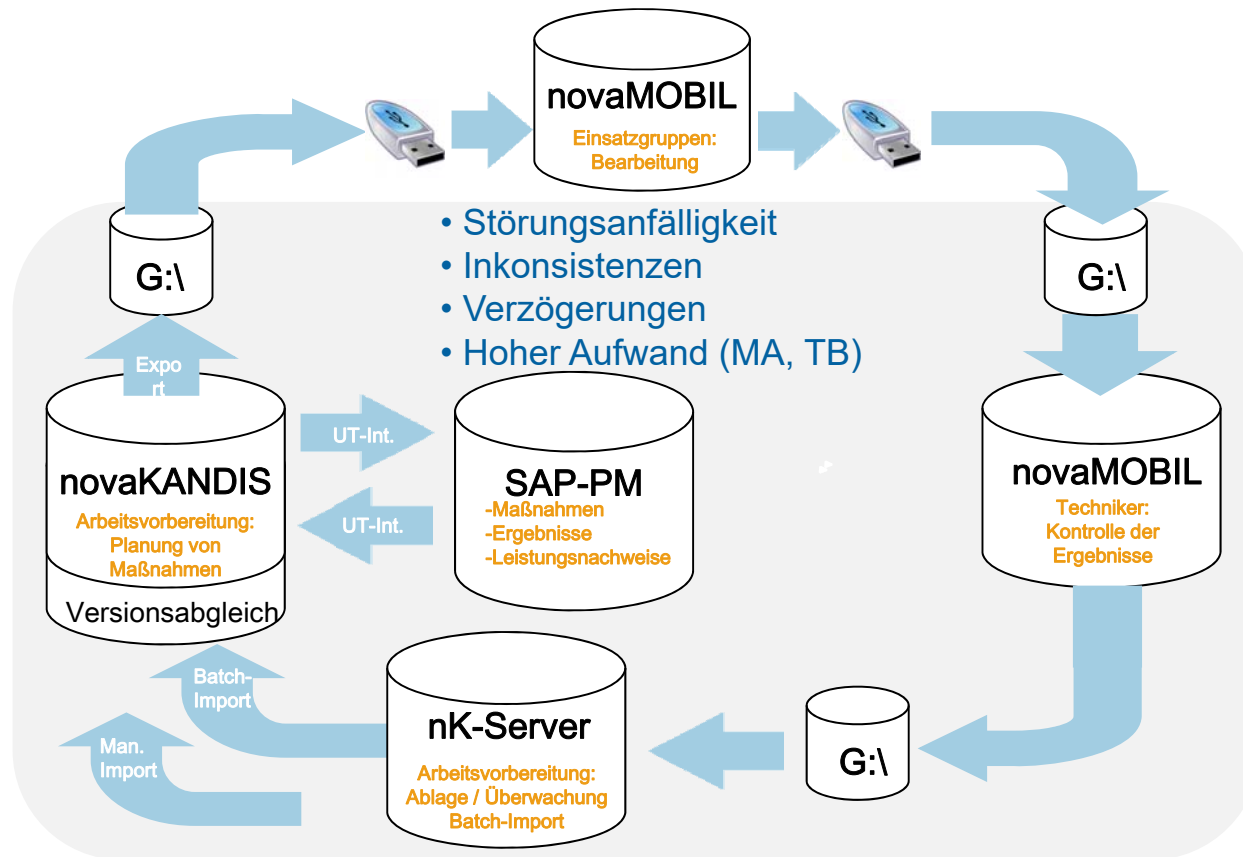 novaMOBIL
Einsatzgruppen:
Bearbeitung
• Störungsanfälligkeit
• Inkonsistenzen
• Verzögerungen
• Hoher Aufwand (MA, TB)
G:\
G:\
Expo
rt
novaKANDIS
Arbeitsvorbereitung:
Planung von
Maßnahmen
Versionsabgleich
UT-Int.
UT-Int.
SAP-PM
-Maßnahmen
-Ergebnisse
-Leistungsnachweise
novaMOBIL
Techniker:
Kontrolle der
Ergebnisse
Batch-
Import
Man.
Import
nK-Server
Arbeitsvorbereitung:
Ablage / Überwachung
Batch-Import
G:\